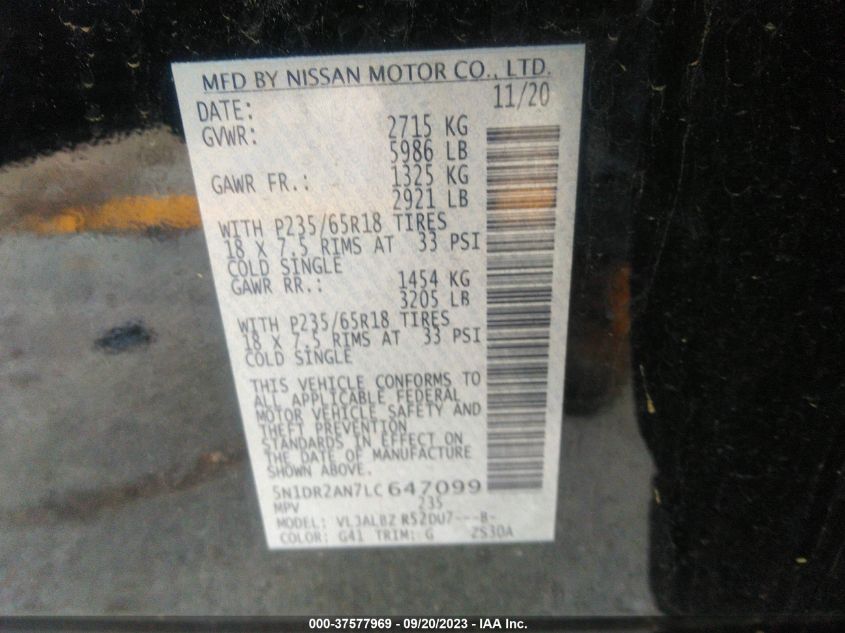 MFD BY NISSAN MOTOR CO., LTD.
DATE: 11/20
GVWR: 2715 KG
5986 LB
GAWR FR.: 1325 KG
2921 LB
WITH P235/65R18 TIRES
18 X 7.5 RIMS AT 33 PSI
COLD SINGLE
GAWR RR.: 1454 KG
3205 LB
WITH P235/65R18 TIRES
18 X 7.5 RIMS AT 33 PSI
COLD SINGLE
THIS VEHICLE CONFORMS TO
ALL APPLICABLE FEDERAL
MOTOR VEHICLE SAFETY AND
THEFT PREVENTION
STANDARDS IN EFFECT ON
THE DATE OF MANUFACTURE
SHOWN ABOVE.
5N1DR2AN7LC647099
MPV 235
MODEL: VL3ALBZ R52DU7---B-
COLOR: G41 TRIM: G 2S30A
000-37577969 - 09/20/2023 - IAA Inc.